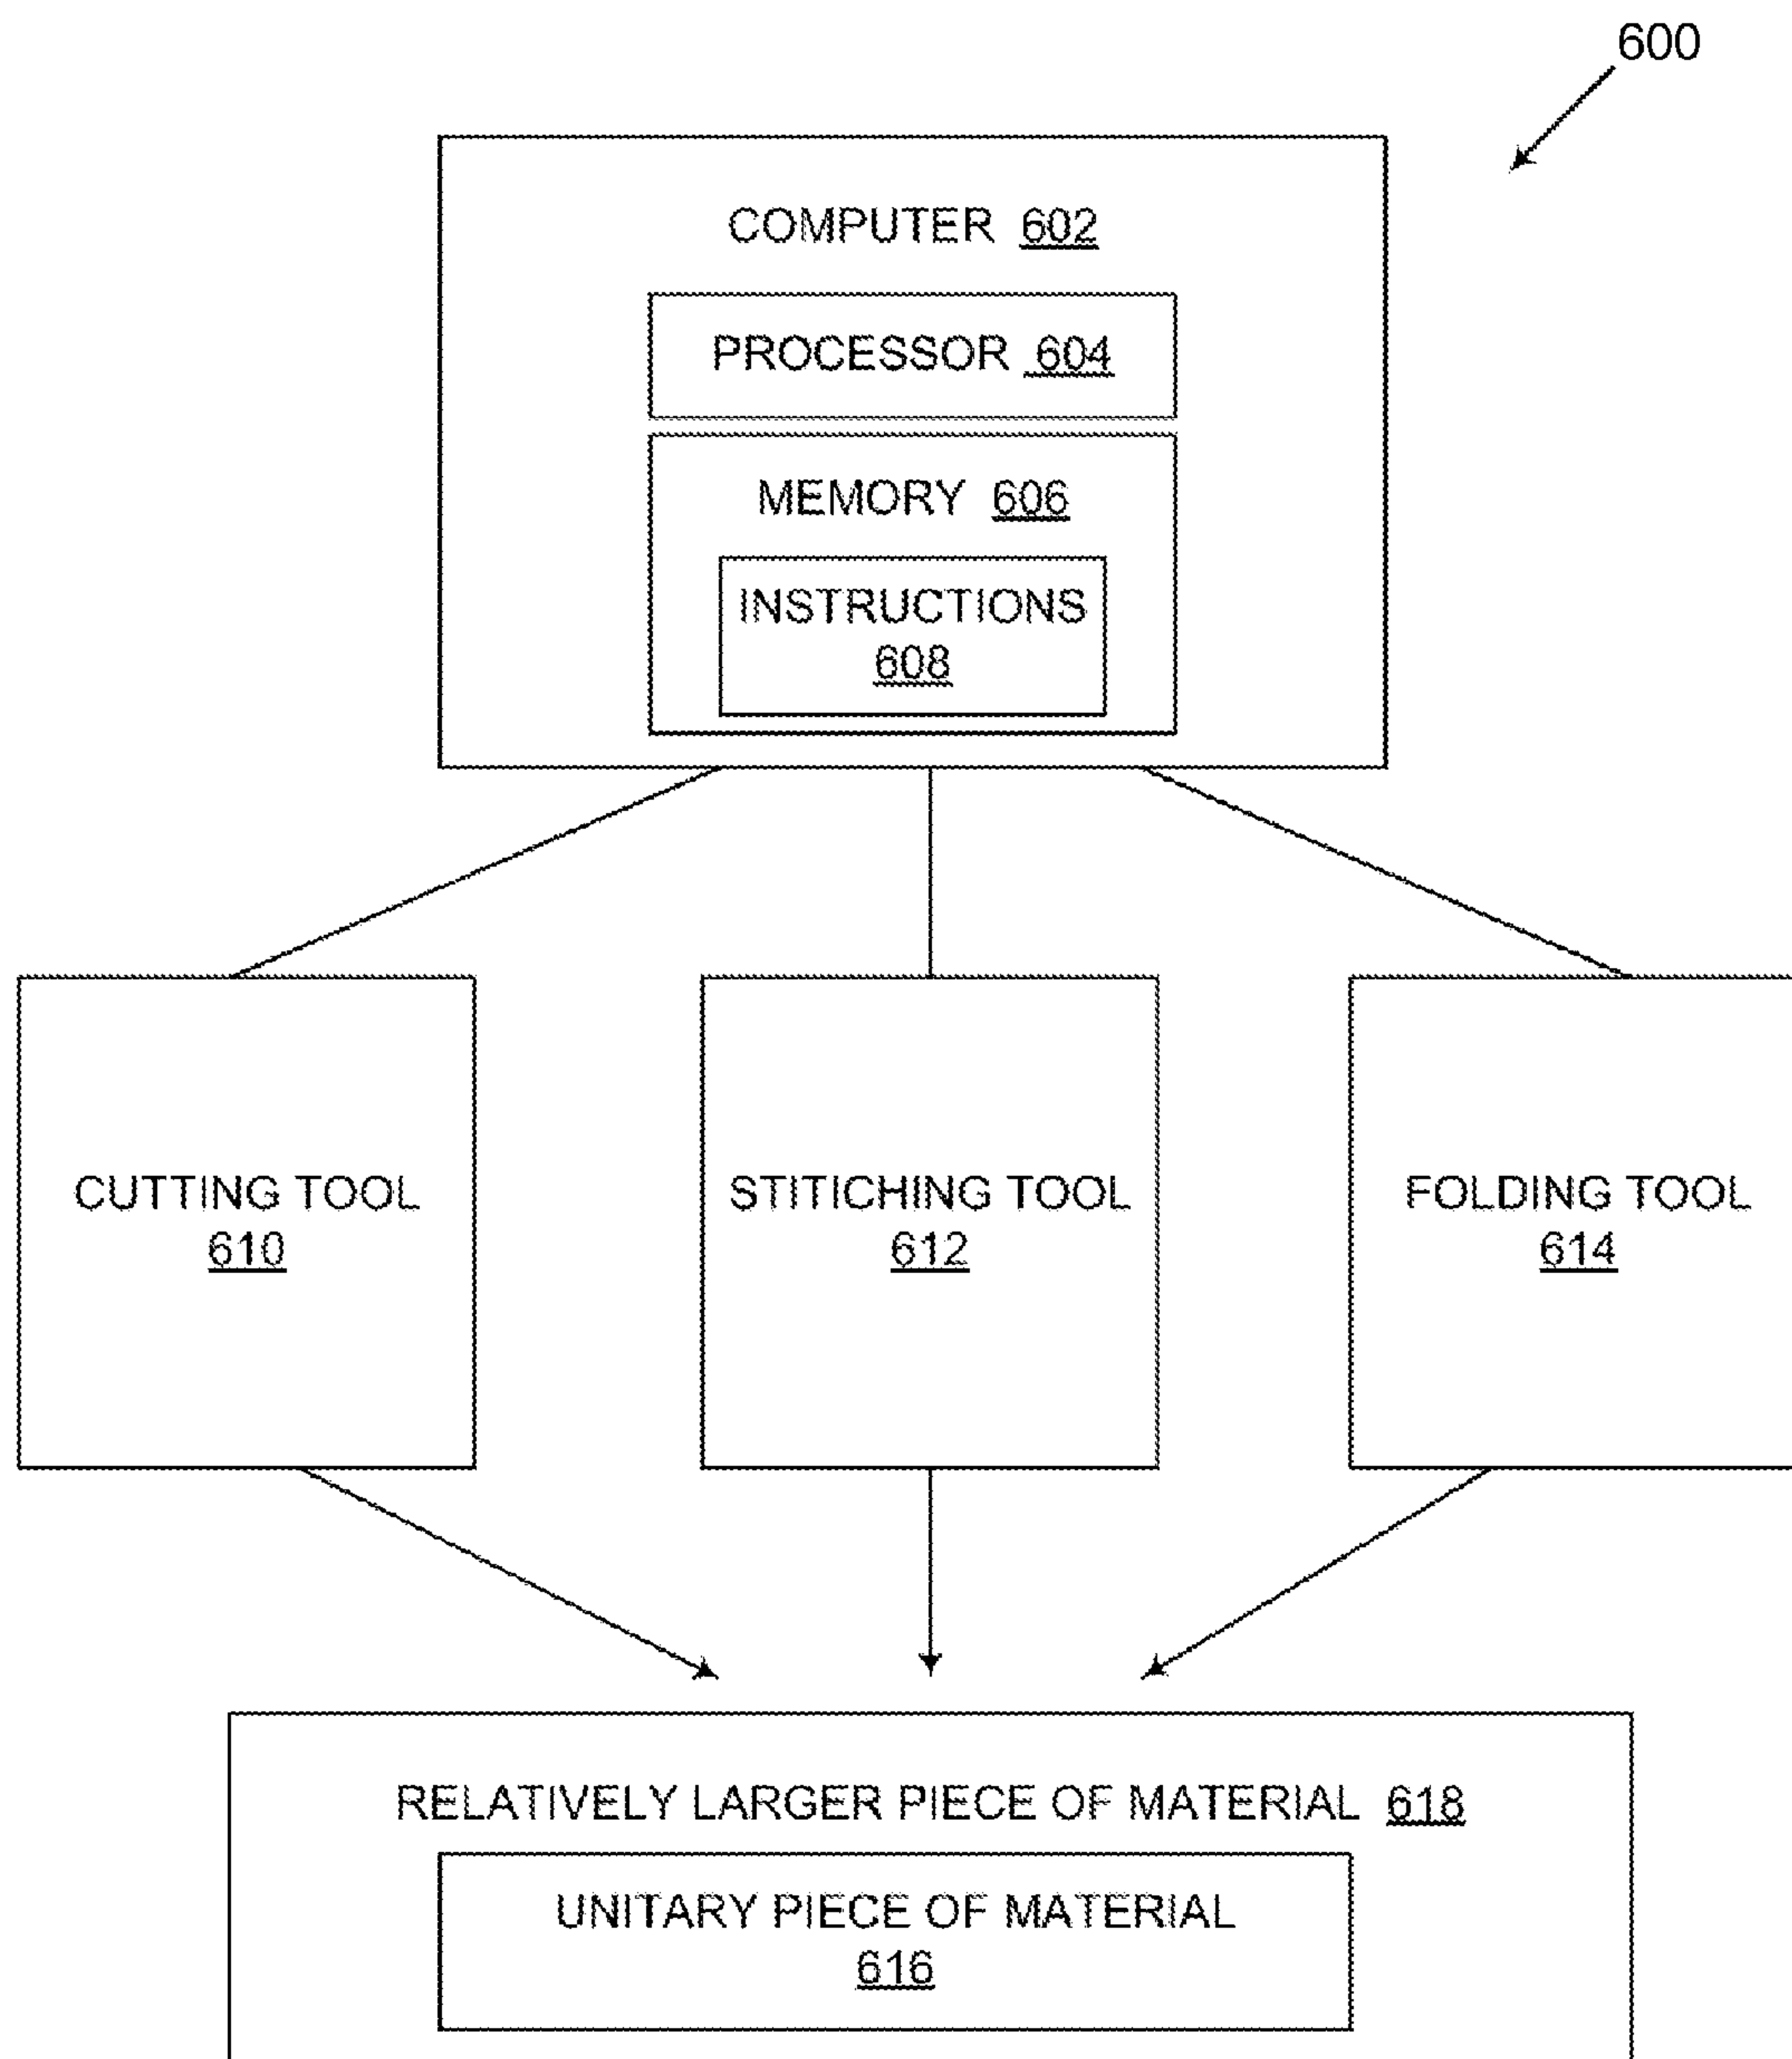 600
COMPUTER 602
PROCESSOR 604
MEMORY 606
INSTRUCTIONS
608
CUTTING TOOL
610
STITICHING TOOL
612
FOLDING TOOL
614
RELATIVELY LARGER PIECE OF MATERIAL 618
UNITARY PIECE OF MATERIAL
616